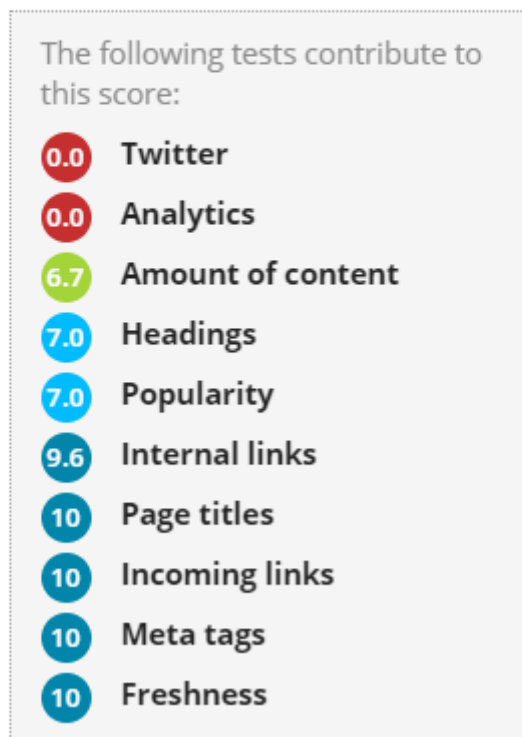 The following tests contribute to
this score:
0.0 Twitter
0.0 Analytics
6.7 Amount of content
7.0 Headings
7.0 Popularity
9.6 Internal links
10 Page titles
10 Incoming links
10 Meta tags
10 Freshness